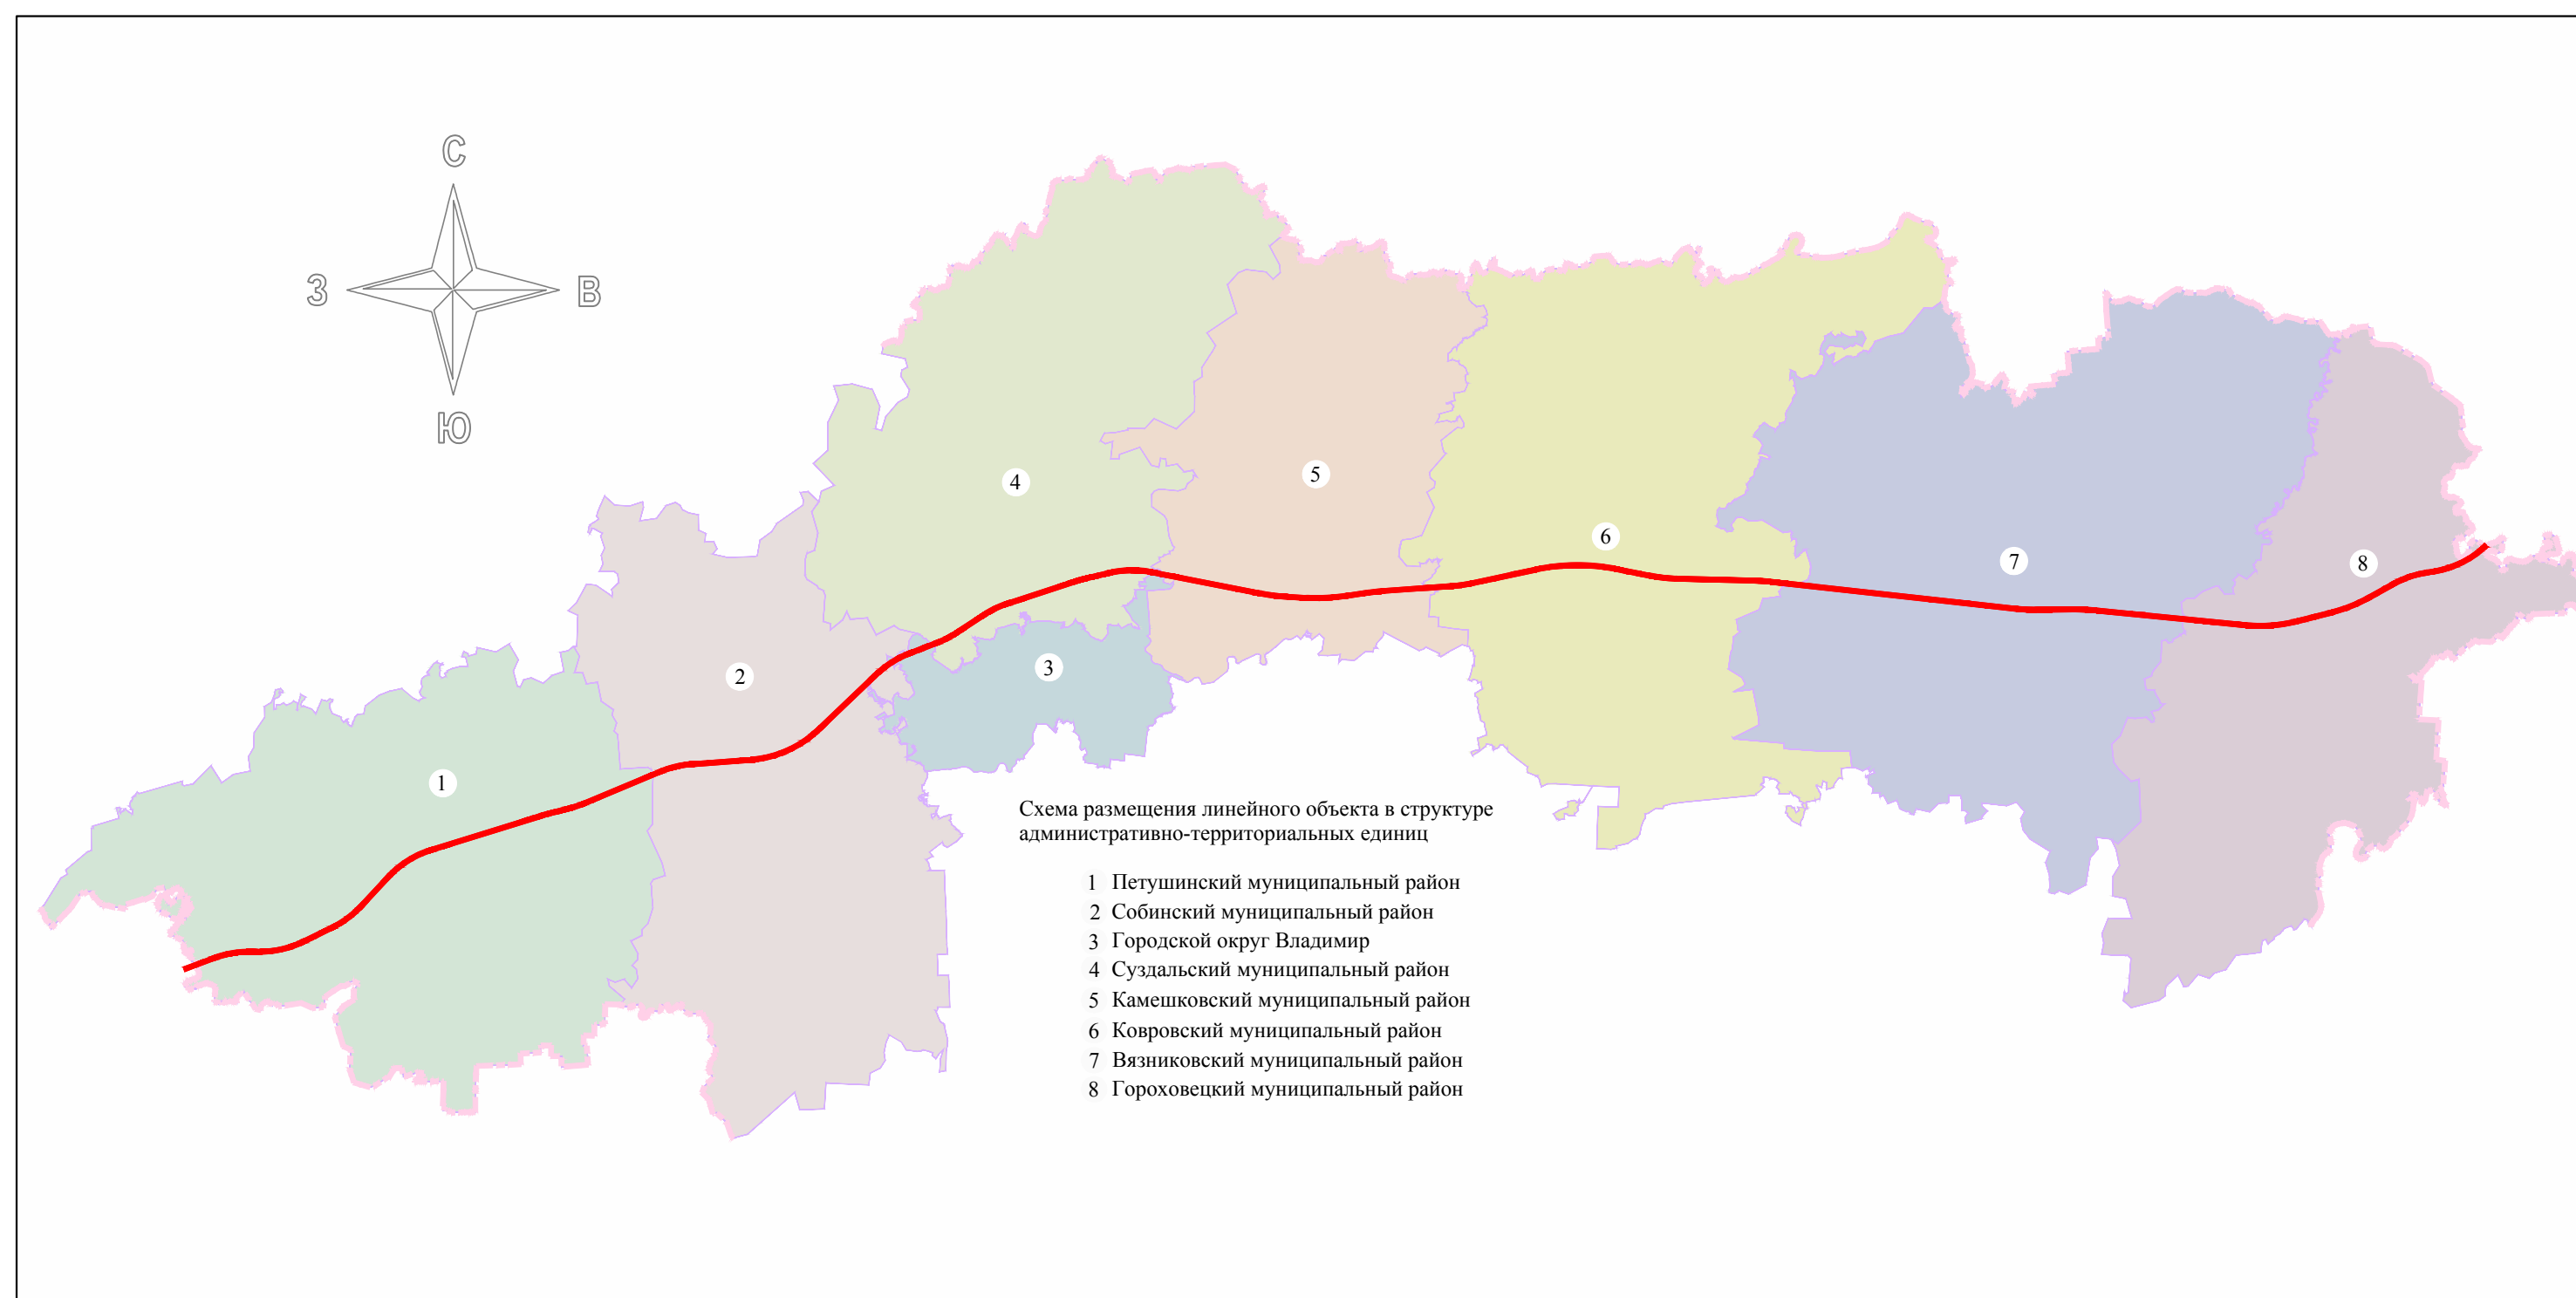 С
З
В
Ю
4
5
6
7
8
3
2
1
Схема размещения линейного объекта в структуре
административно-территориальных единиц
1 Петушинский муниципальный район
2 Собинский муниципальный район
3 Городской округ Владимир
4 Суздальский муниципальный район
5 Камешковский муниципальный район
6 Ковровский муниципальный район
7 Вязниковский муниципальный район
8 Гороховецкий муниципальный район